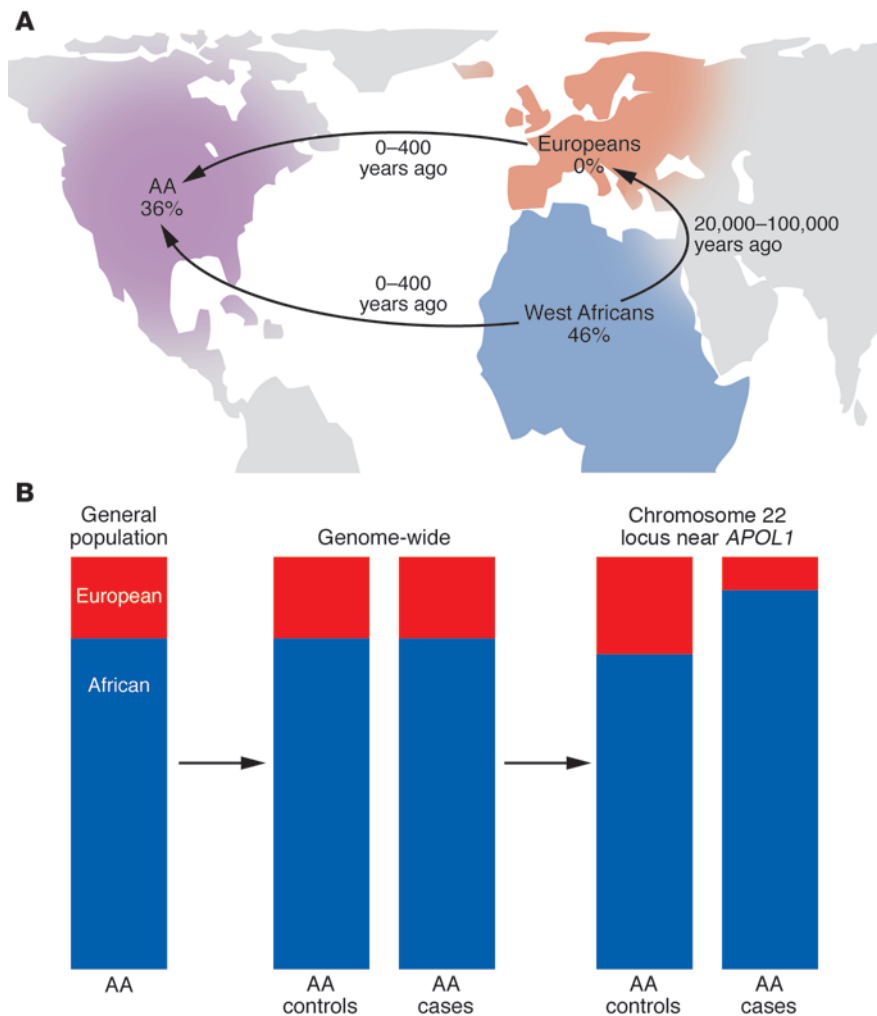 A
0–400
years ago
Europeans
0%
AA
36%
20,000–100,000
years ago
0–400
years ago
West Africans
46%
B
General
population
Genome-wide
Chromosome 22
locus near APOL1
European
African
AA
AA
controls
AA
cases
AA
controls
AA
cases